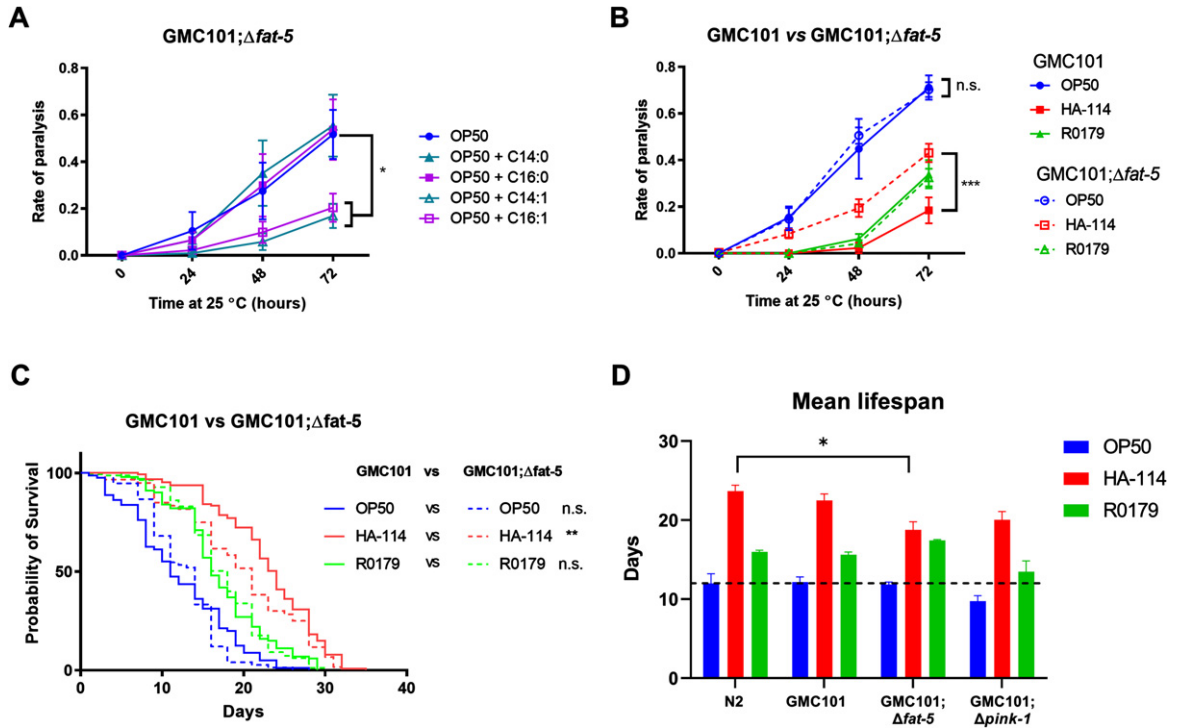 A
GMC101;Δfat-5
Rate of paralysis
0.8
0.6
0.4
0.2
0.0
0
24
48
72
Time at 25 °C (hours)
*
OP50
OP50 + C14:0
OP50 + C16:0
OP50 + C14:1
OP50 + C16:1
B
GMC101 vs GMC101;Δfat-5
Rate of paralysis
0.8
0.6
0.4
0.2
0.0
0
24
48
72
Time at 25 °C (hours)
n.s.
***
GMC101
OP50
HA-114
R0179
GMC101;Δfat-5
OP50
HA-114
R0179
C
GMC101 vs GMC101;Δfat-5
Probability of Survival
100
50
0
0
10
20
30
40
Days
GMC101 vs GMC101;Δfat-5
OP50 vs OP50 n.s.
HA-114 vs HA-114 **
R0179 vs R0179 n.s.
D
Mean lifespan
Days
30
20
10
0
*
N2
GMC101
GMC101;
Δfat-5
GMC101;
Δpink-1
OP50
HA-114
R0179